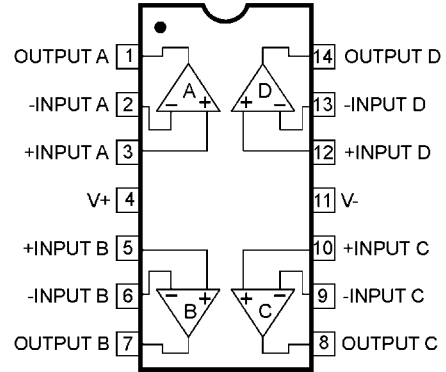 OUTPUT A 1 14 OUTPUT D
-INPUT A 2 A D 13 -INPUT D
− + + −
+INPUT A 3 12 +INPUT D
V+ 4 11 V-
+INPUT B 5 10 +INPUT C
-INPUT B 6 − + + − 9 -INPUT C
B C
OUTPUT B 7 8 OUTPUT C